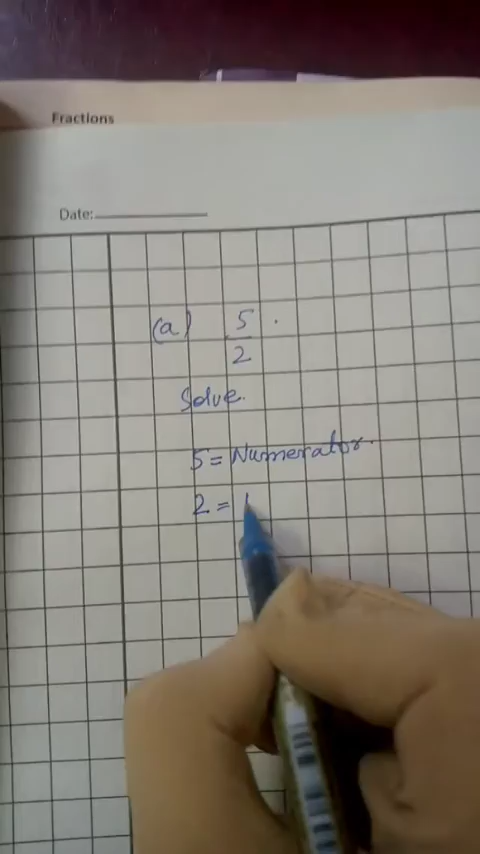 Fractions
Date:
(a) 5/2 .
Solve.
5 = Numerator.
2 =